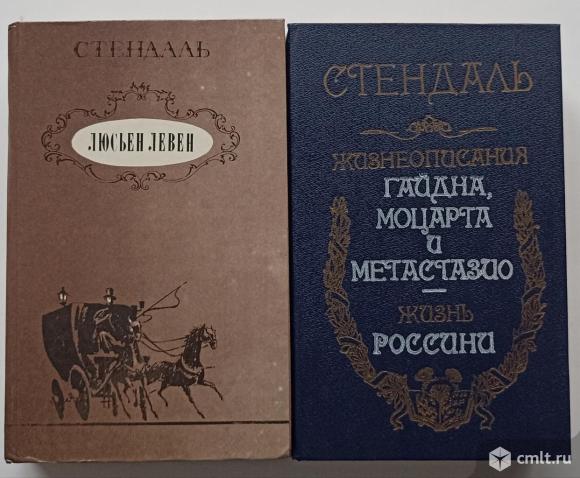 СТЕНДАЛЬ
ЛЮСЬЕН ЛЕВЕН
СТЕНДАЛЬ
ЖИЗНЕОПИСАНИЯ
ГАЙДНА,
МОЦАРТА
И
МЕТАСТАЗИО
ЖИЗНЬ
РОССИНИ
cmlt.ru